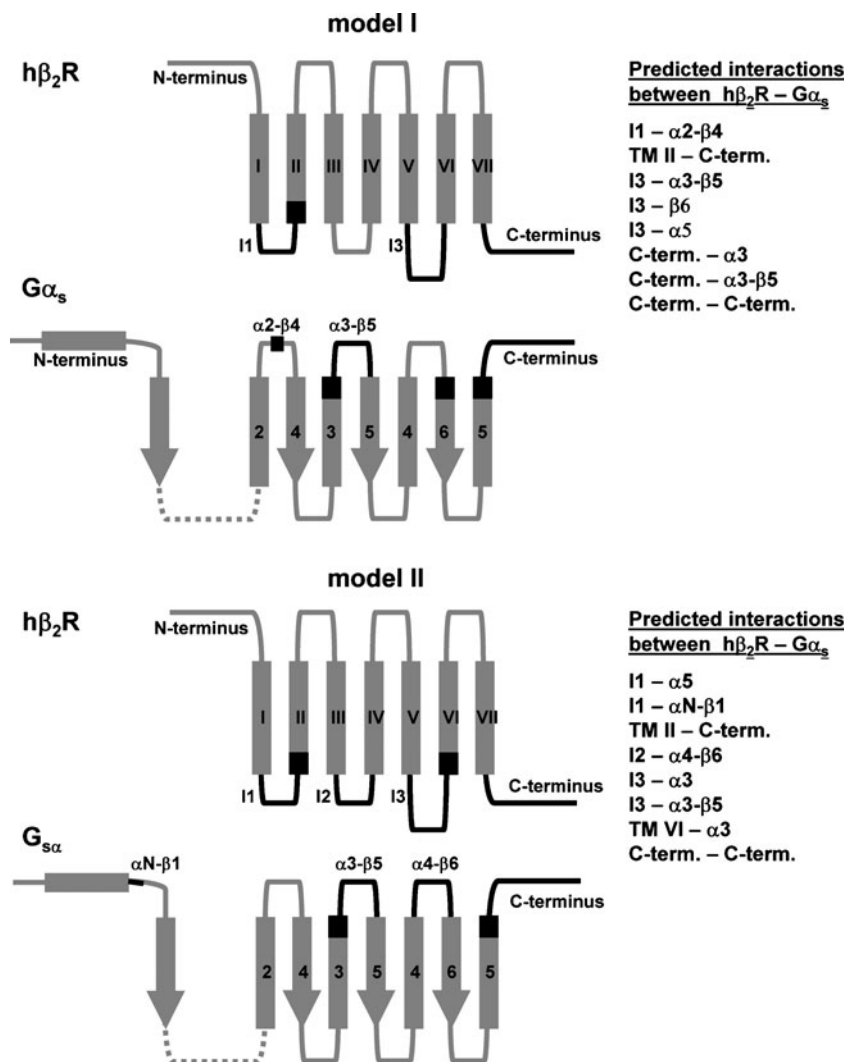 model I
hβ₂R
N-terminus
I II III IV V VI VII
I1
I3
C-terminus
Predicted interactions
between hβ₂R – Gαₛ
I1 – α2-β4
TM II – C-term.
I3 – α3-β5
I3 – β6
I3 – α5
C-term. – α3
C-term. – α3-β5
C-term. – C-term.
Gαₛ
N-terminus
α2-β4
α3-β5
C-terminus
2 4 3 5 4 6 5
model II
hβ₂R
N-terminus
I II III IV V VI VII
I1
I2
I3
C-terminus
Predicted interactions
between hβ₂R – Gαₛ
I1 – α5
I1 – αN-β1
TM II – C-term.
I2 – α4-β6
I3 – α3
I3 – α3-β5
TM VI – α3
C-term. – C-term.
Gₛα
αN-β1
α3-β5
α4-β6
C-terminus
2 4 3 5 4 6 5